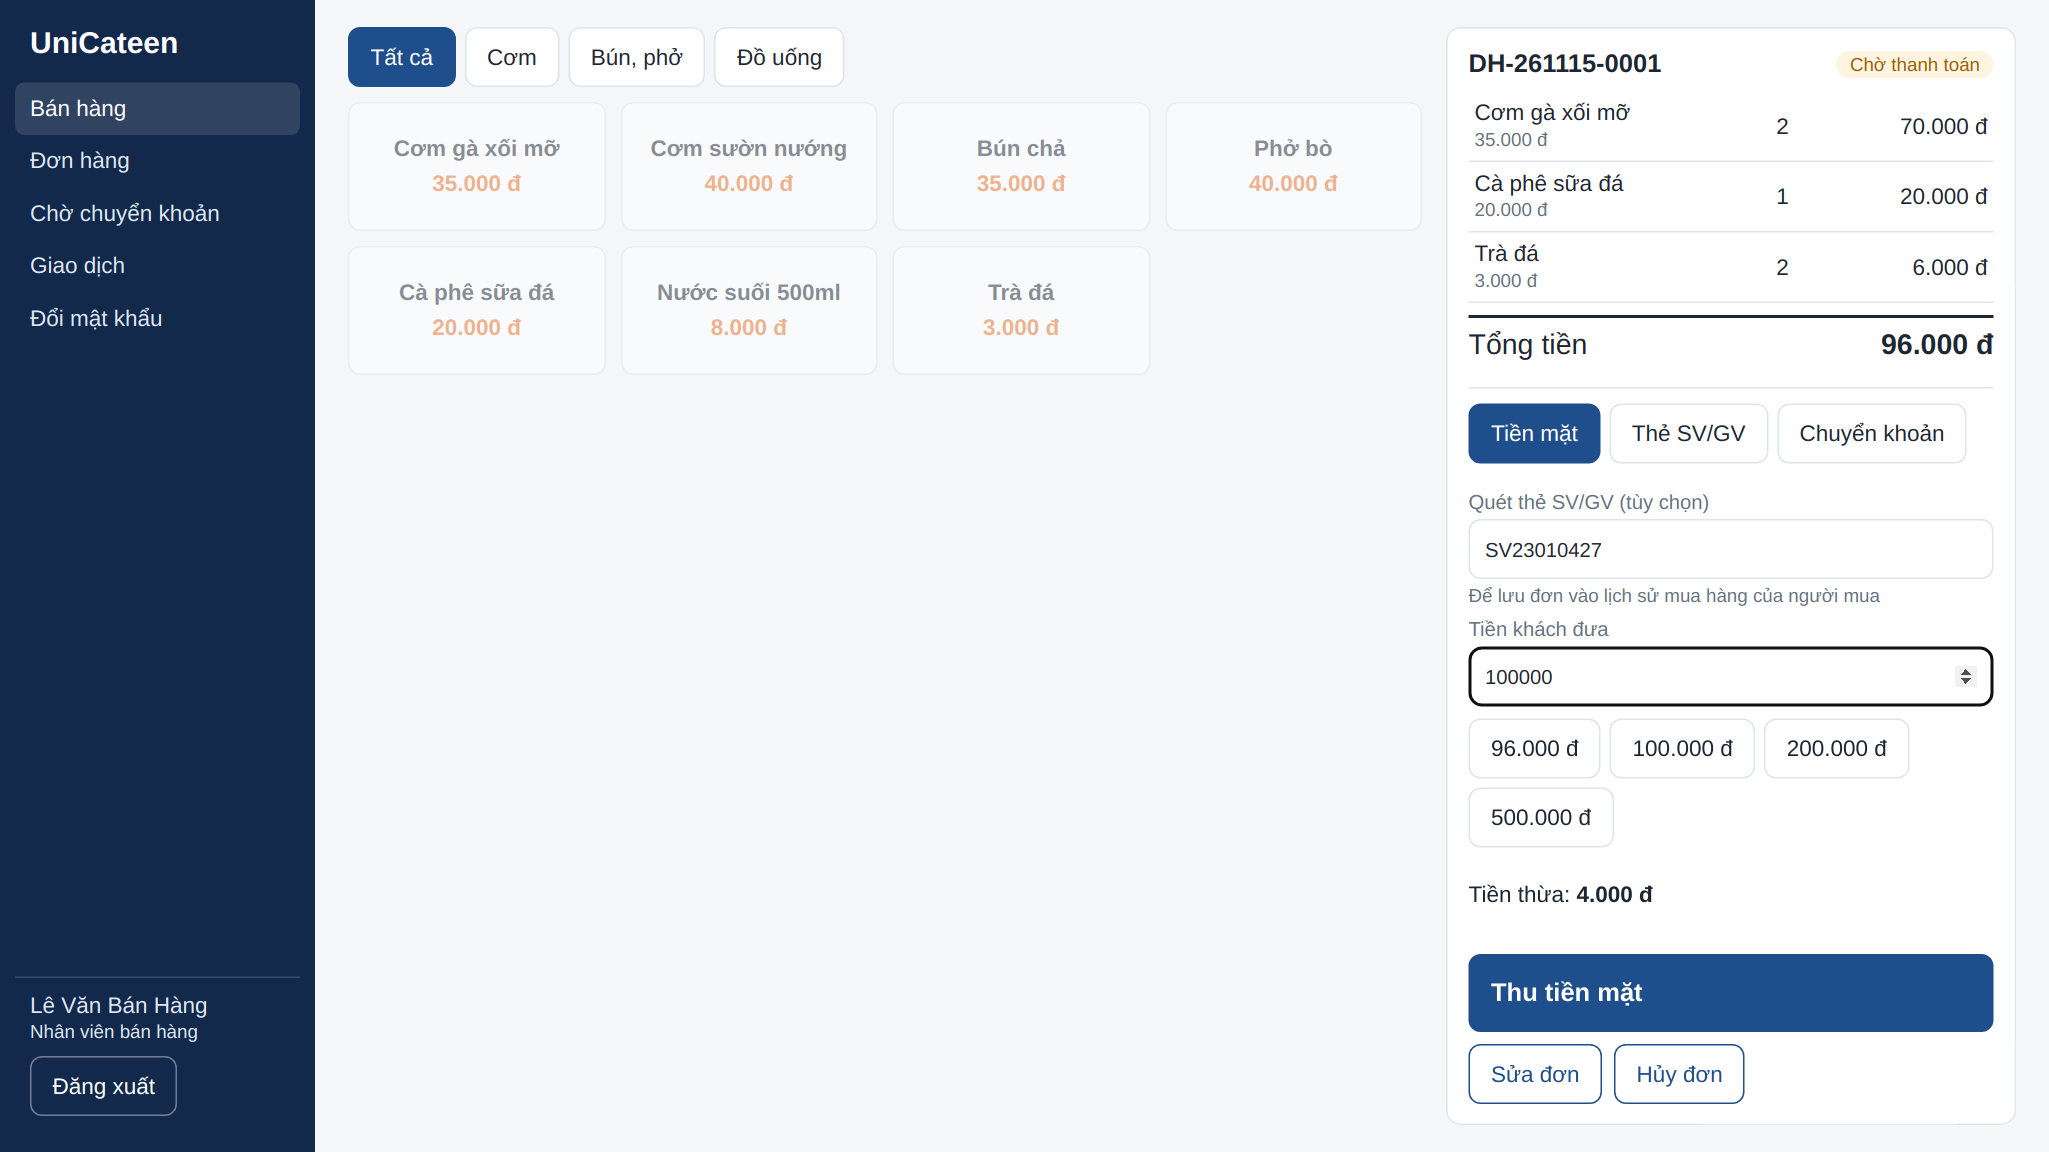 UniCateen
Bán hàng
Đơn hàng
Chờ chuyển khoản
Giao dịch
Đổi mật khẩu
Lê Văn Bán Hàng
Nhân viên bán hàng
Đăng xuất
Tất cả
Cơm
Bún, phở
Đồ uống
Cơm gà xối mỡ
35.000 đ
Cơm sườn nướng
40.000 đ
Bún chả
35.000 đ
Phở bò
40.000 đ
Cà phê sữa đá
20.000 đ
Nước suối 500ml
8.000 đ
Trà đá
3.000 đ
DH-261115-0001
Chờ thanh toán
Cơm gà xối mỡ
35.000 đ
2
70.000 đ
Cà phê sữa đá
20.000 đ
1
20.000 đ
Trà đá
3.000 đ
2
6.000 đ
Tổng tiền
96.000 đ
Tiền mặt
Thẻ SV/GV
Chuyển khoản
Quét thẻ SV/GV (tùy chọn)
SV23010427
Để lưu đơn vào lịch sử mua hàng của người mua
Tiền khách đưa
100000
96.000 đ
100.000 đ
200.000 đ
500.000 đ
Tiền thừa: 4.000 đ
Thu tiền mặt
Sửa đơn
Hủy đơn